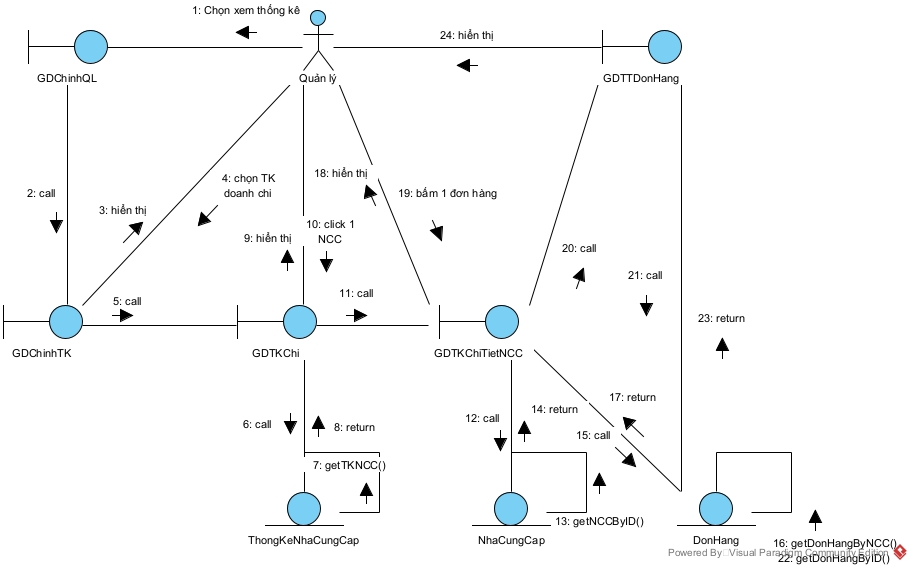 1: Chọn xem thống kê
24: hiển thị
GDChinhQL
Quản lý
GDTTDonHang
4: chọn TK
doanh chi
18: hiển thị
19: bấm 1 đơn hàng
2: call
3: hiển thị
10: click 1
NCC
9: hiển thị
20: call
21: call
5: call
11: call
23: return
GDChinhTK
GDTKChi
GDTKChiTietNCC
17: return
14: return
12: call
6: call
8: return
15: call
7: getTKNCC()
13: getNCCByID()
ThongKeNhaCungCap
NhaCungCap
DonHang
16: getDonHangByNCC()
Powered By Visual Paradigm Community Edition
22: getDonHangByID()